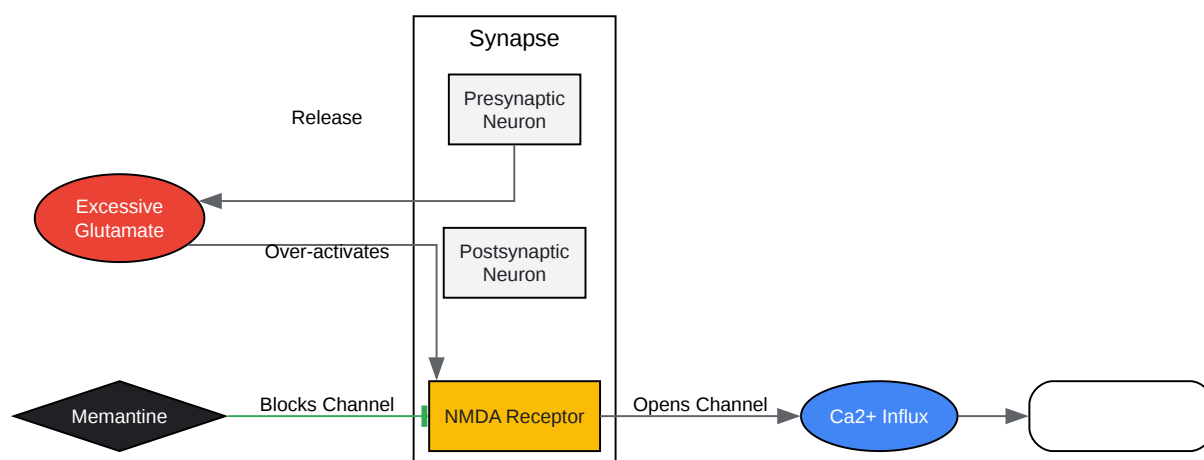 Synapse
Presynaptic
Neuron
Release
Excessive
Glutamate
Over-activates
Postsynaptic
Neuron
Memantine
Blocks Channel
NMDA Receptor
Opens Channel
Ca2+ Influx